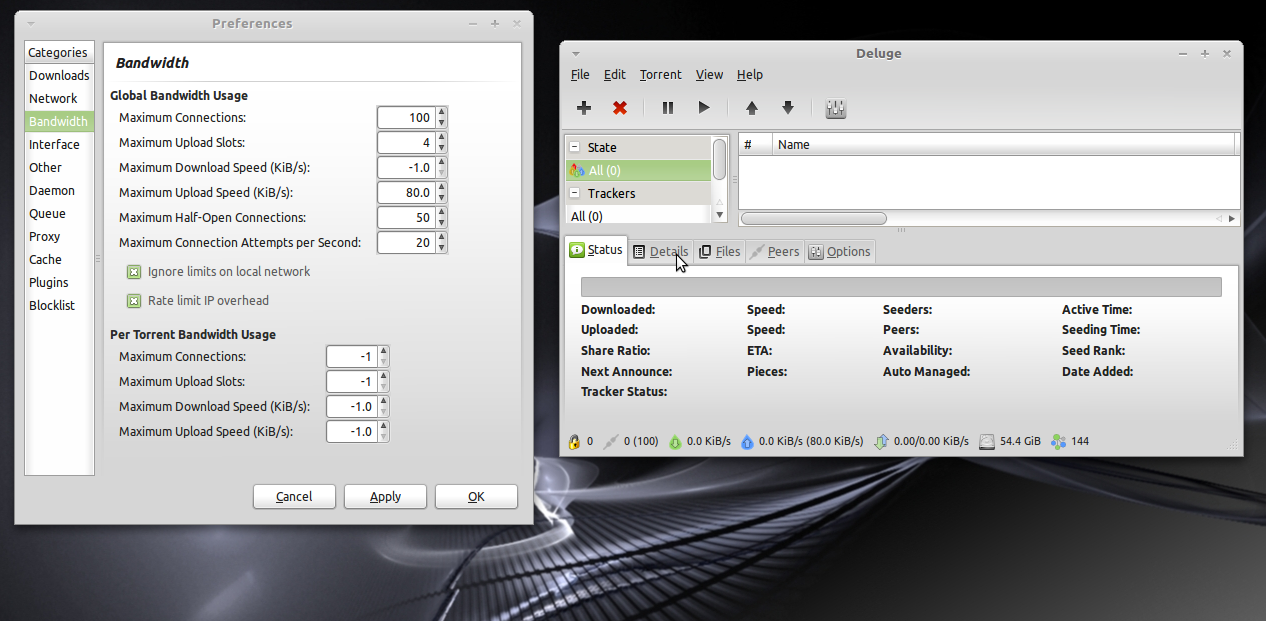 Preferences
Categories
Downloads
Network
Bandwidth
Interface
Other
Daemon
Queue
Proxy
Cache
Plugins
Blocklist
Bandwidth
Global Bandwidth Usage
Maximum Connections: 100
Maximum Upload Slots: 4
Maximum Download Speed (KiB/s): -1.0
Maximum Upload Speed (KiB/s): 80.0
Maximum Half-Open Connections: 50
Maximum Connection Attempts per Second: 20
Ignore limits on local network
Rate limit IP overhead
Per Torrent Bandwidth Usage
Maximum Connections: -1
Maximum Upload Slots: -1
Maximum Download Speed (KiB/s): -1.0
Maximum Upload Speed (KiB/s): -1.0
Cancel Apply OK
Deluge
File Edit Torrent View Help
State
All (0)
Trackers
All (0)
# Name
Status Details Files Peers Options
Downloaded: Speed: Seeders: Active Time:
Uploaded: Speed: Peers: Seeding Time:
Share Ratio: ETA: Availability: Seed Rank:
Next Announce: Pieces: Auto Managed: Date Added:
Tracker Status:
0 0 (100) 0.0 KiB/s 0.0 KiB/s (80.0 KiB/s) 0.00/0.00 KiB/s 54.4 GiB 144